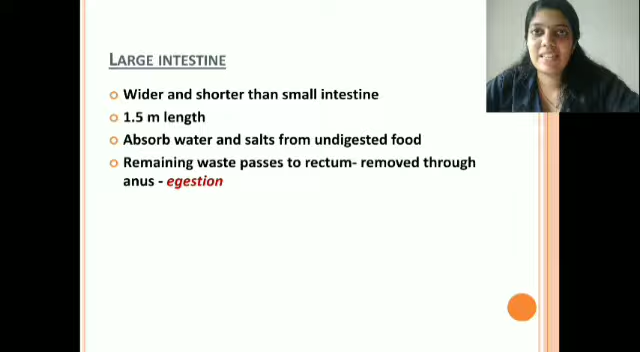 LARGE INTESTINE
Wider and shorter than small intestine
1.5 m length
Absorb water and salts from undigested food
Remaining waste passes to rectum- removed through
anus - egestion